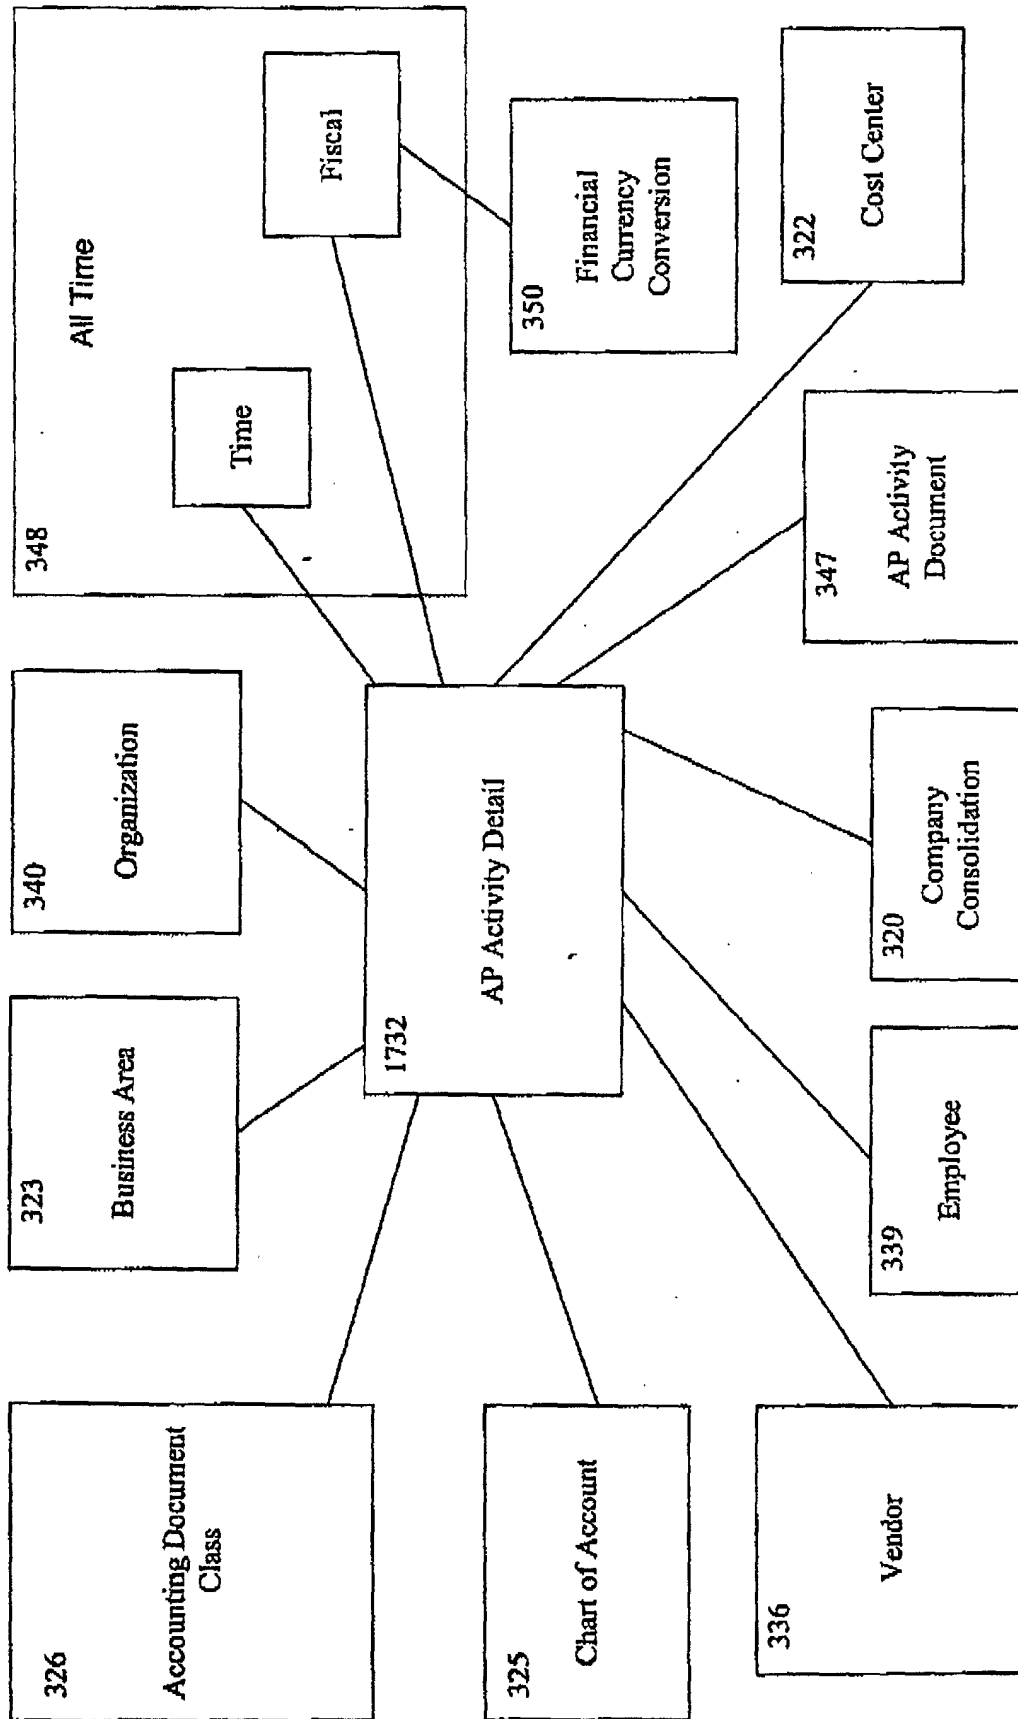 326
Accounting Document
Class
323
Business Area
340
Organization
348
All Time
Time
Fiscal
325
Chart of Account
1732
AP Activity Detail
350
Financial
Currency
Conversion
336
Vendor
339
Employee
320
Company
Consolidation
347
AP Activity
Document
322
Cost Center